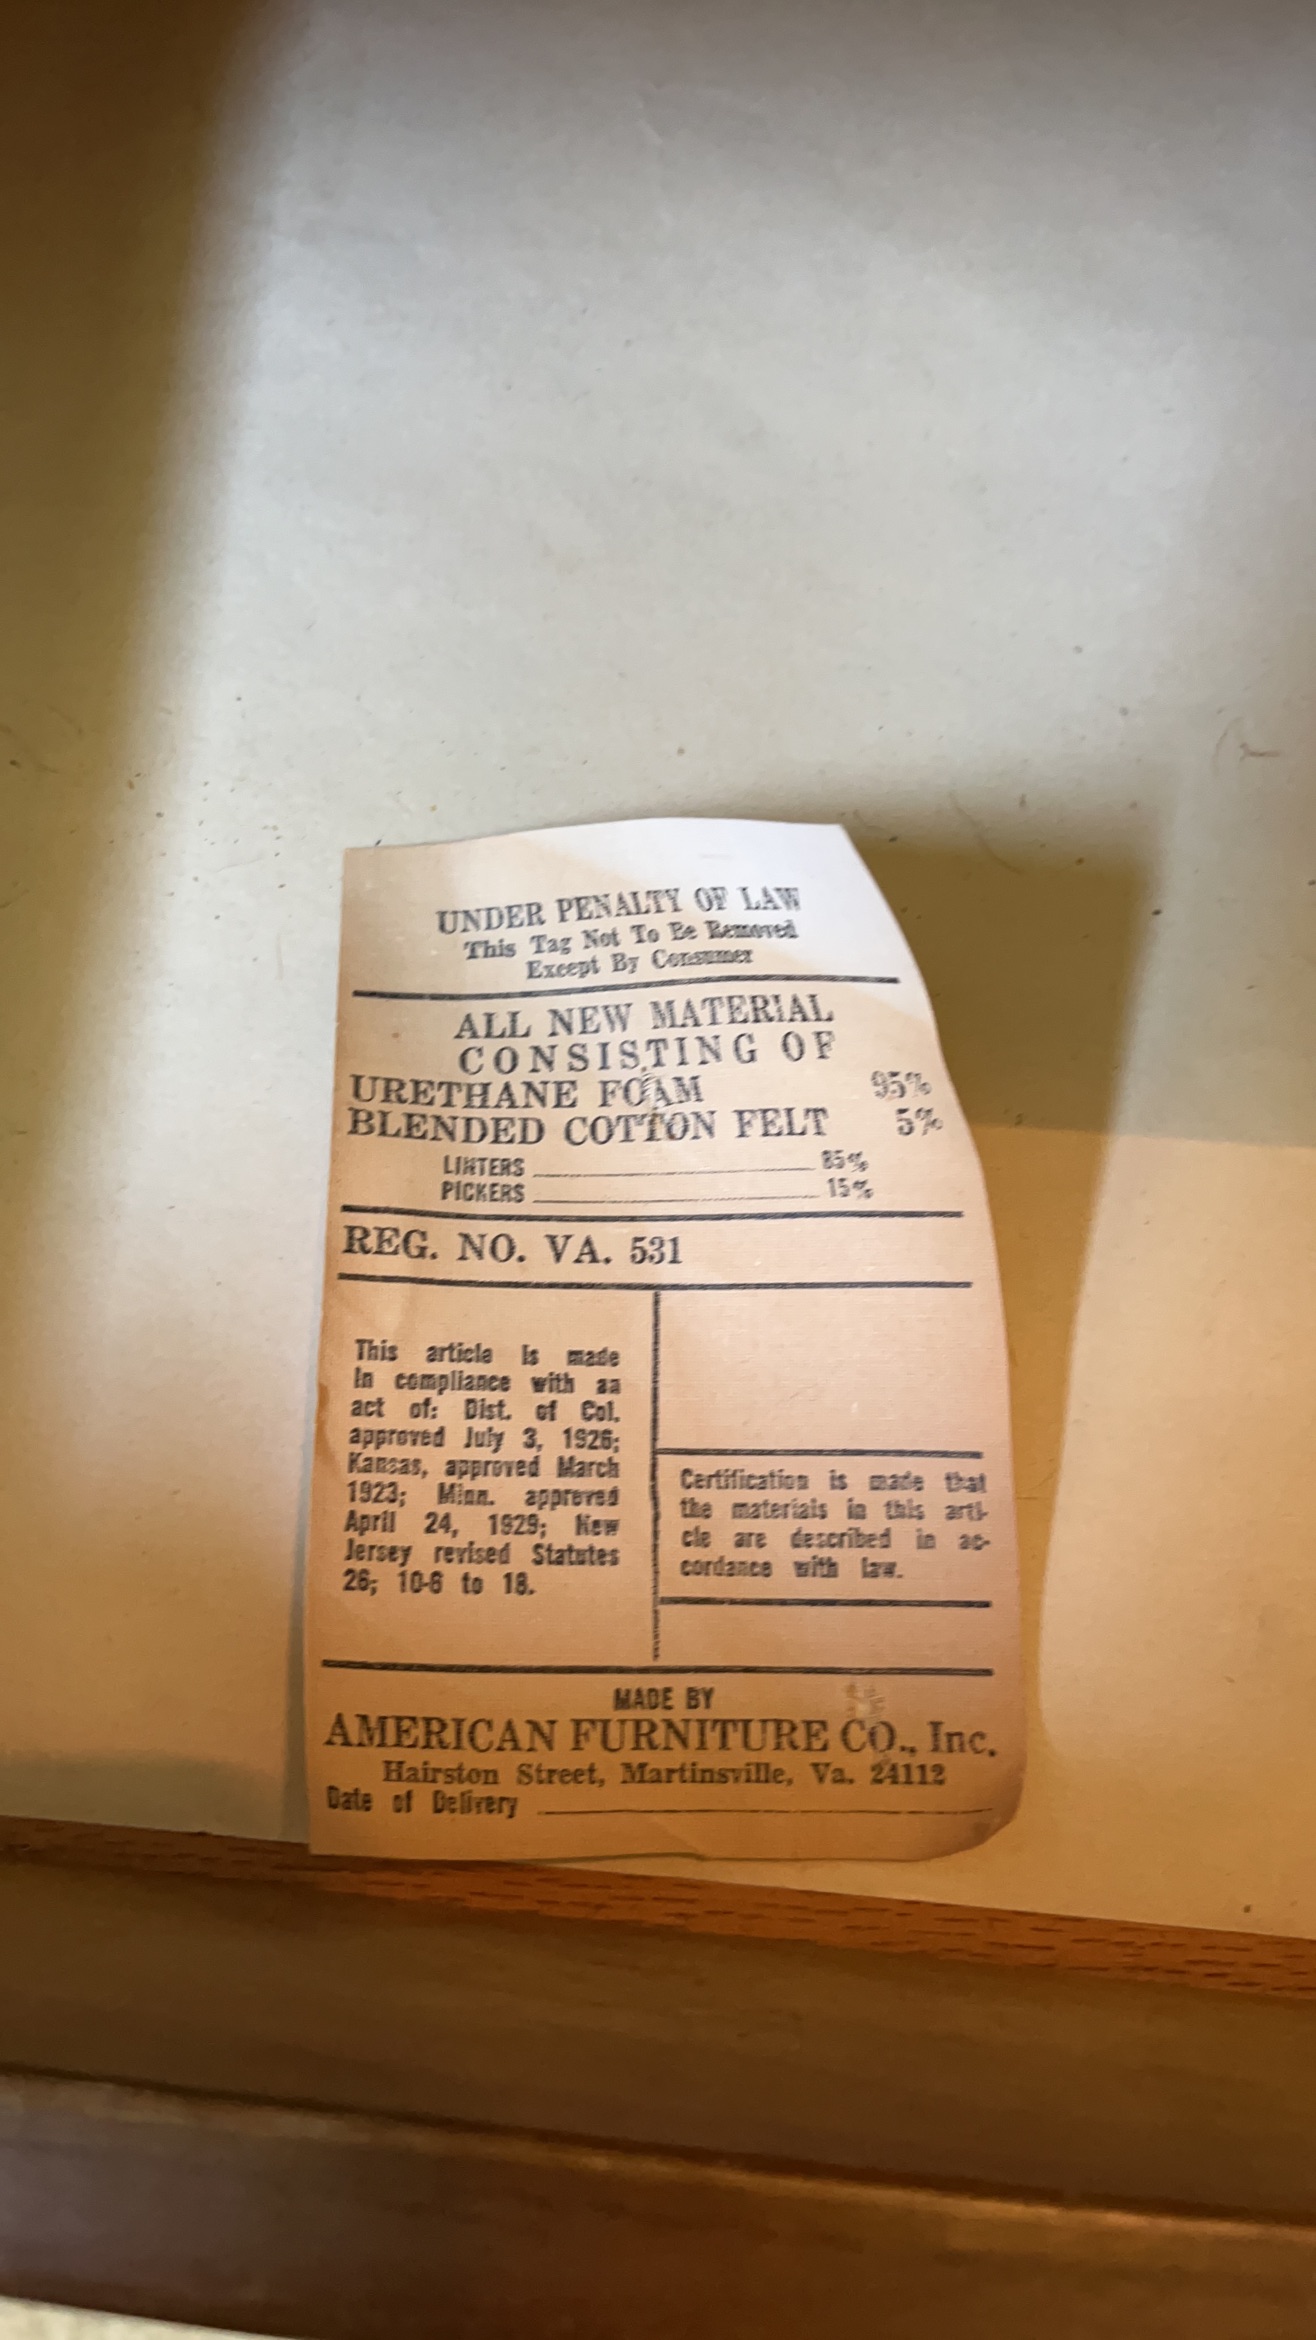 UNDER PENALTY OF LAW
This Tag Not To Be Removed
Except By Consumer
ALL NEW MATERIAL
CONSISTING OF
URETHANE FOAM 95%
BLENDED COTTON FELT 5%
LINTERS 85%
PICKERS 15%
REG. NO. VA. 531
This article is made
in compliance with an
act of: Dist. of Col.
approved July 3, 1926;
Kansas, approved March
1923; Minn. approved
April 24, 1929; New
Jersey revised Statutes
26; 10-6 to 18.
Certification is made that
the materials in this arti-
cle are described in ac-
cordance with law.
MADE BY
AMERICAN FURNITURE CO., Inc.
Hairston Street, Martinsville, Va. 24112
Date of Delivery